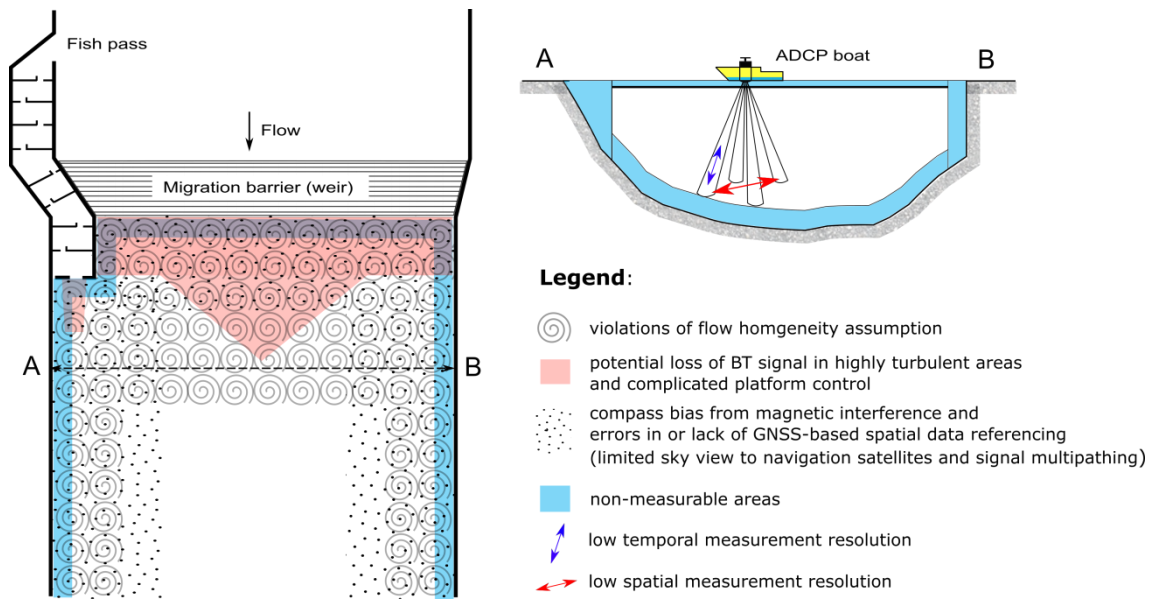 Fish pass
Flow
Migration barrier (weir)
A
B
A
ADCP boat
B
Legend:
violations of flow homgeneity assumption
potential loss of BT signal in highly turbulent areas
and complicated platform control
compass bias from magnetic interference and
errors in or lack of GNSS-based spatial data referencing
(limited sky view to navigation satellites and signal multipathing)
non-measurable areas
low temporal measurement resolution
low spatial measurement resolution